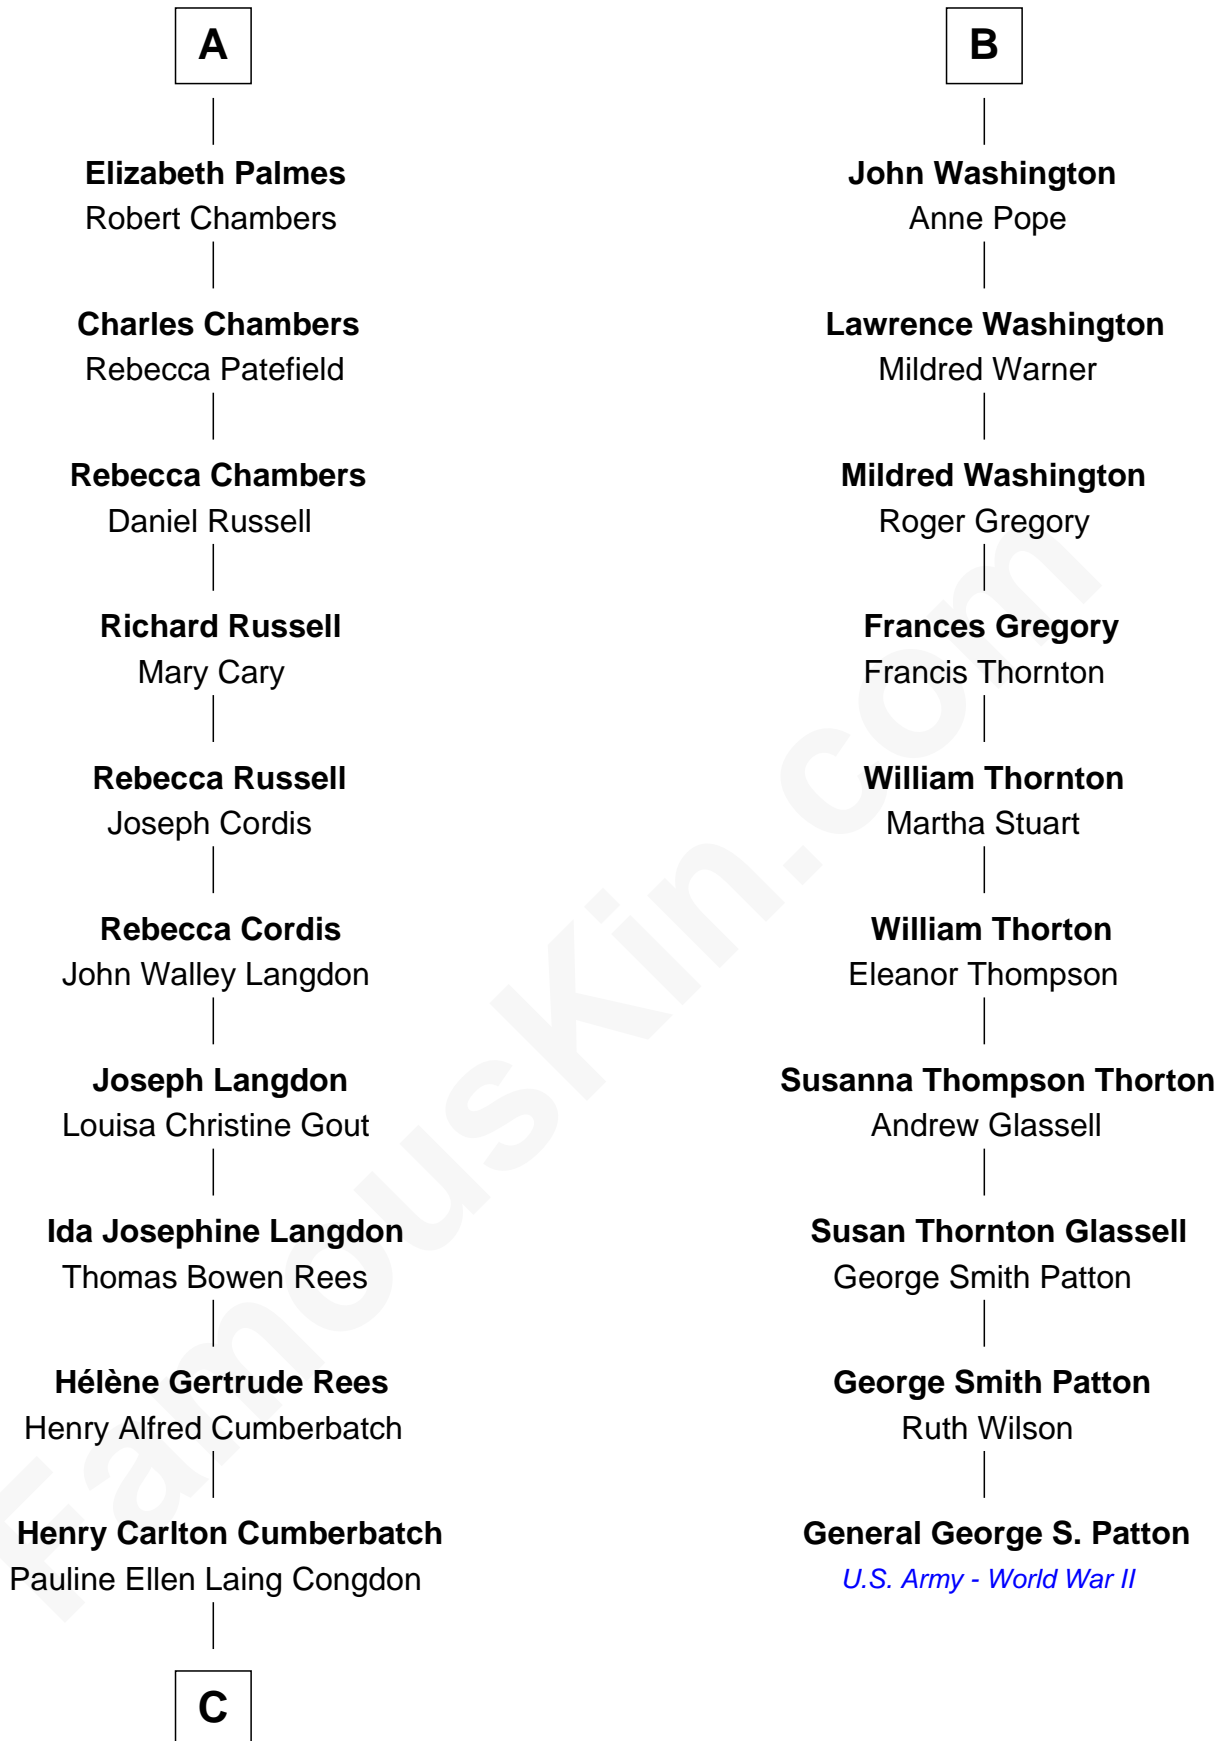 A
Elizabeth Palmes
Robert Chambers
Charles Chambers
Rebecca Patefield
Rebecca Chambers
Daniel Russell
Richard Russell
Mary Cary
Rebecca Russell
Joseph Cordis
Rebecca Cordis
John Walley Langdon
Joseph Langdon
Louisa Christine Gout
Ida Josephine Langdon
Thomas Bowen Rees
Hélène Gertrude Rees
Henry Alfred Cumberbatch
Henry Carlton Cumberbatch
Pauline Ellen Laing Congdon
C
B
John Washington
Anne Pope
Lawrence Washington
Mildred Warner
Mildred Washington
Roger Gregory
Frances Gregory
Francis Thornton
William Thornton
Martha Stuart
William Thorton
Eleanor Thompson
Susanna Thompson Thorton
Andrew Glassell
Susan Thornton Glassell
George Smith Patton
George Smith Patton
Ruth Wilson
General George S. Patton
U.S. Army - World War II
FamousKin.com